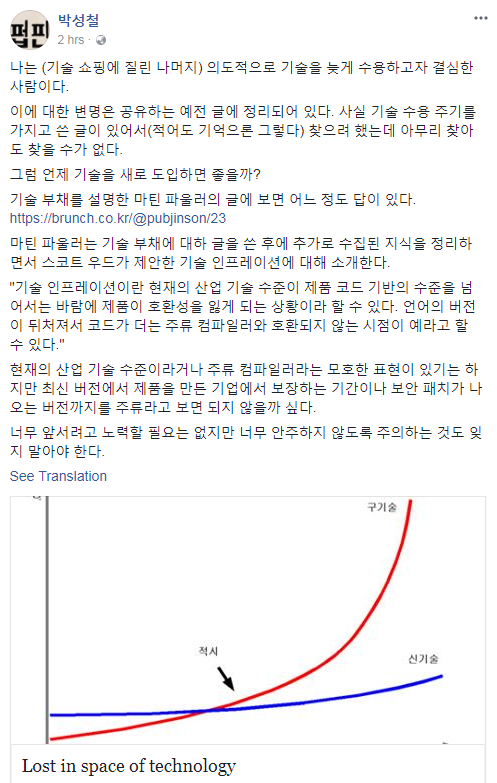 펍핀
박성철
2 hrs ·
나는 (기술 쇼핑에 질린 나머지) 의도적으로 기술을 늦게 수용하고자 결심한
사람이다.
이에 대한 변명은 공유하는 예전 글에 정리되어 있다. 사실 기술 수용 주기를
가지고 쓴 글이 있어서(적어도 기억으론 그렇다) 찾으려 했는데 아무리 찾아
도 찾을 수가 없다.
그럼 언제 기술을 새로 도입하면 좋을까?
기술 부채를 설명한 마틴 파울러의 글에 보면 어느 정도 답이 있다.
https://brunch.co.kr/@pubjinson/23
마틴 파울러는 기술 부채에 대하 글을 쓴 후에 추가로 수집된 지식을 정리하
면서 스코트 우드가 제안한 기술 인프레이션에 대해 소개한다.
"기술 인프레이션이란 현재의 산업 기술 수준이 제품 코드 기반의 수준을 넘
어서는 바람에 제품이 호환성을 잃게 되는 상황이라 할 수 있다. 언어의 버전
이 뒤처져서 코드가 더는 주류 컴파일러와 호환되지 않는 시점이 예라고 할
수 있다."
현재의 산업 기술 수준이라거나 주류 컴파일러라는 모호한 표현이 있기는 하
지만 최신 버전에서 제품을 만든 기업에서 보장하는 기간이나 보안 패치가 나
오는 버전까지를 주류라고 보면 되지 않을까 싶다.
너무 앞서려고 노력할 필요는 없지만 너무 안주하지 않도록 주의하는 것도 잊
지 말아야 한다.
See Translation
구기술
적시
신기술
Lost in space of technology